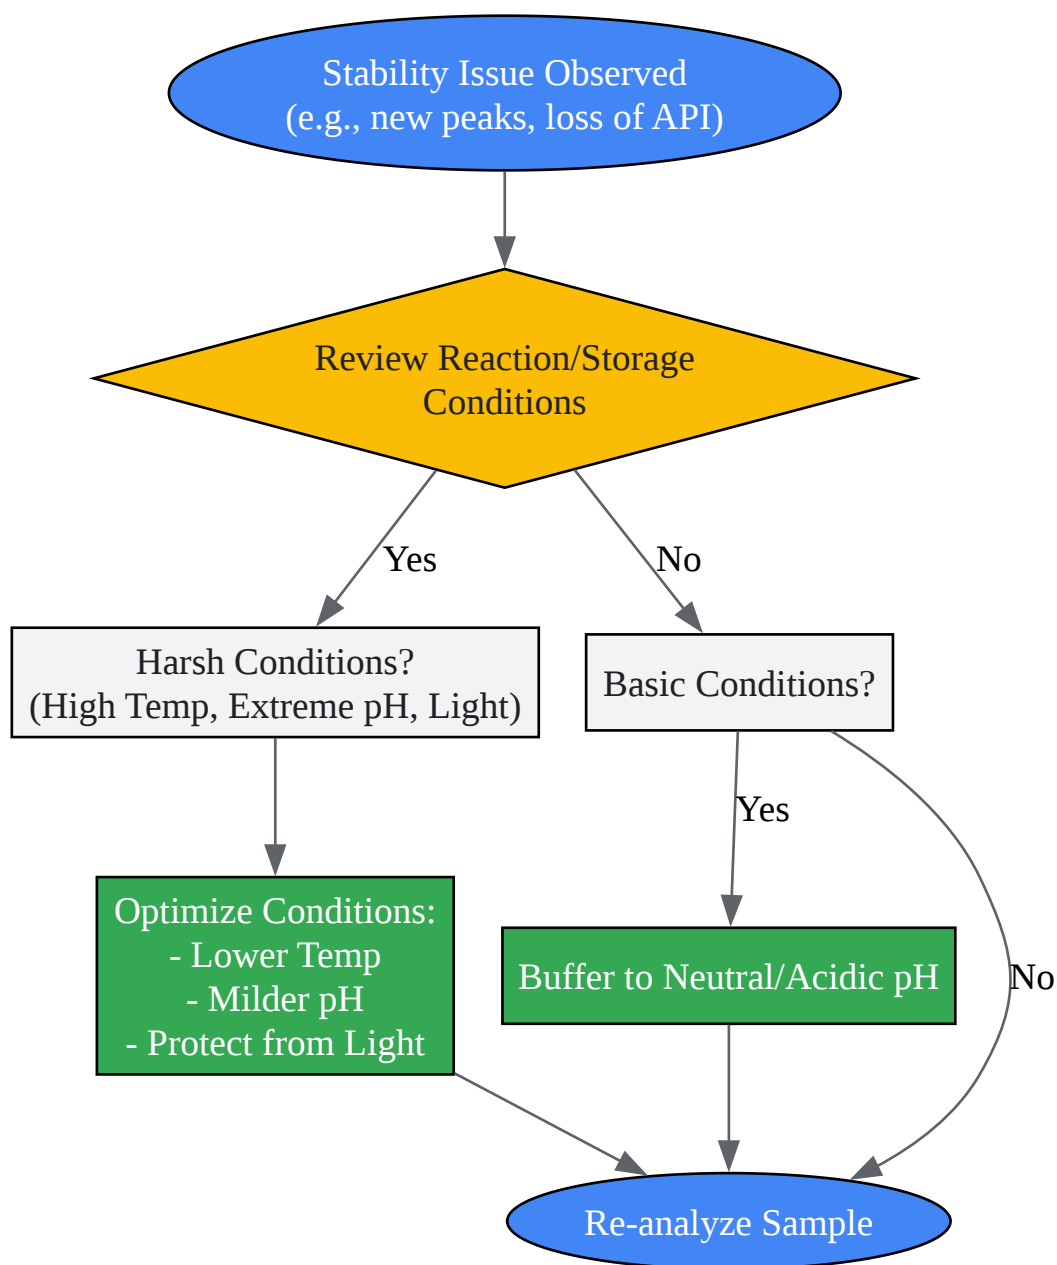 Stability Issue Observed
(e.g., new peaks, loss of API)
Review Reaction/Storage
Conditions
Yes
No
Harsh Conditions?
(High Temp, Extreme pH, Light)
Basic Conditions?
Yes
Optimize Conditions:
- Lower Temp
- Milder pH
- Protect from Light
Buffer to Neutral/Acidic pH
No
Re-analyze Sample